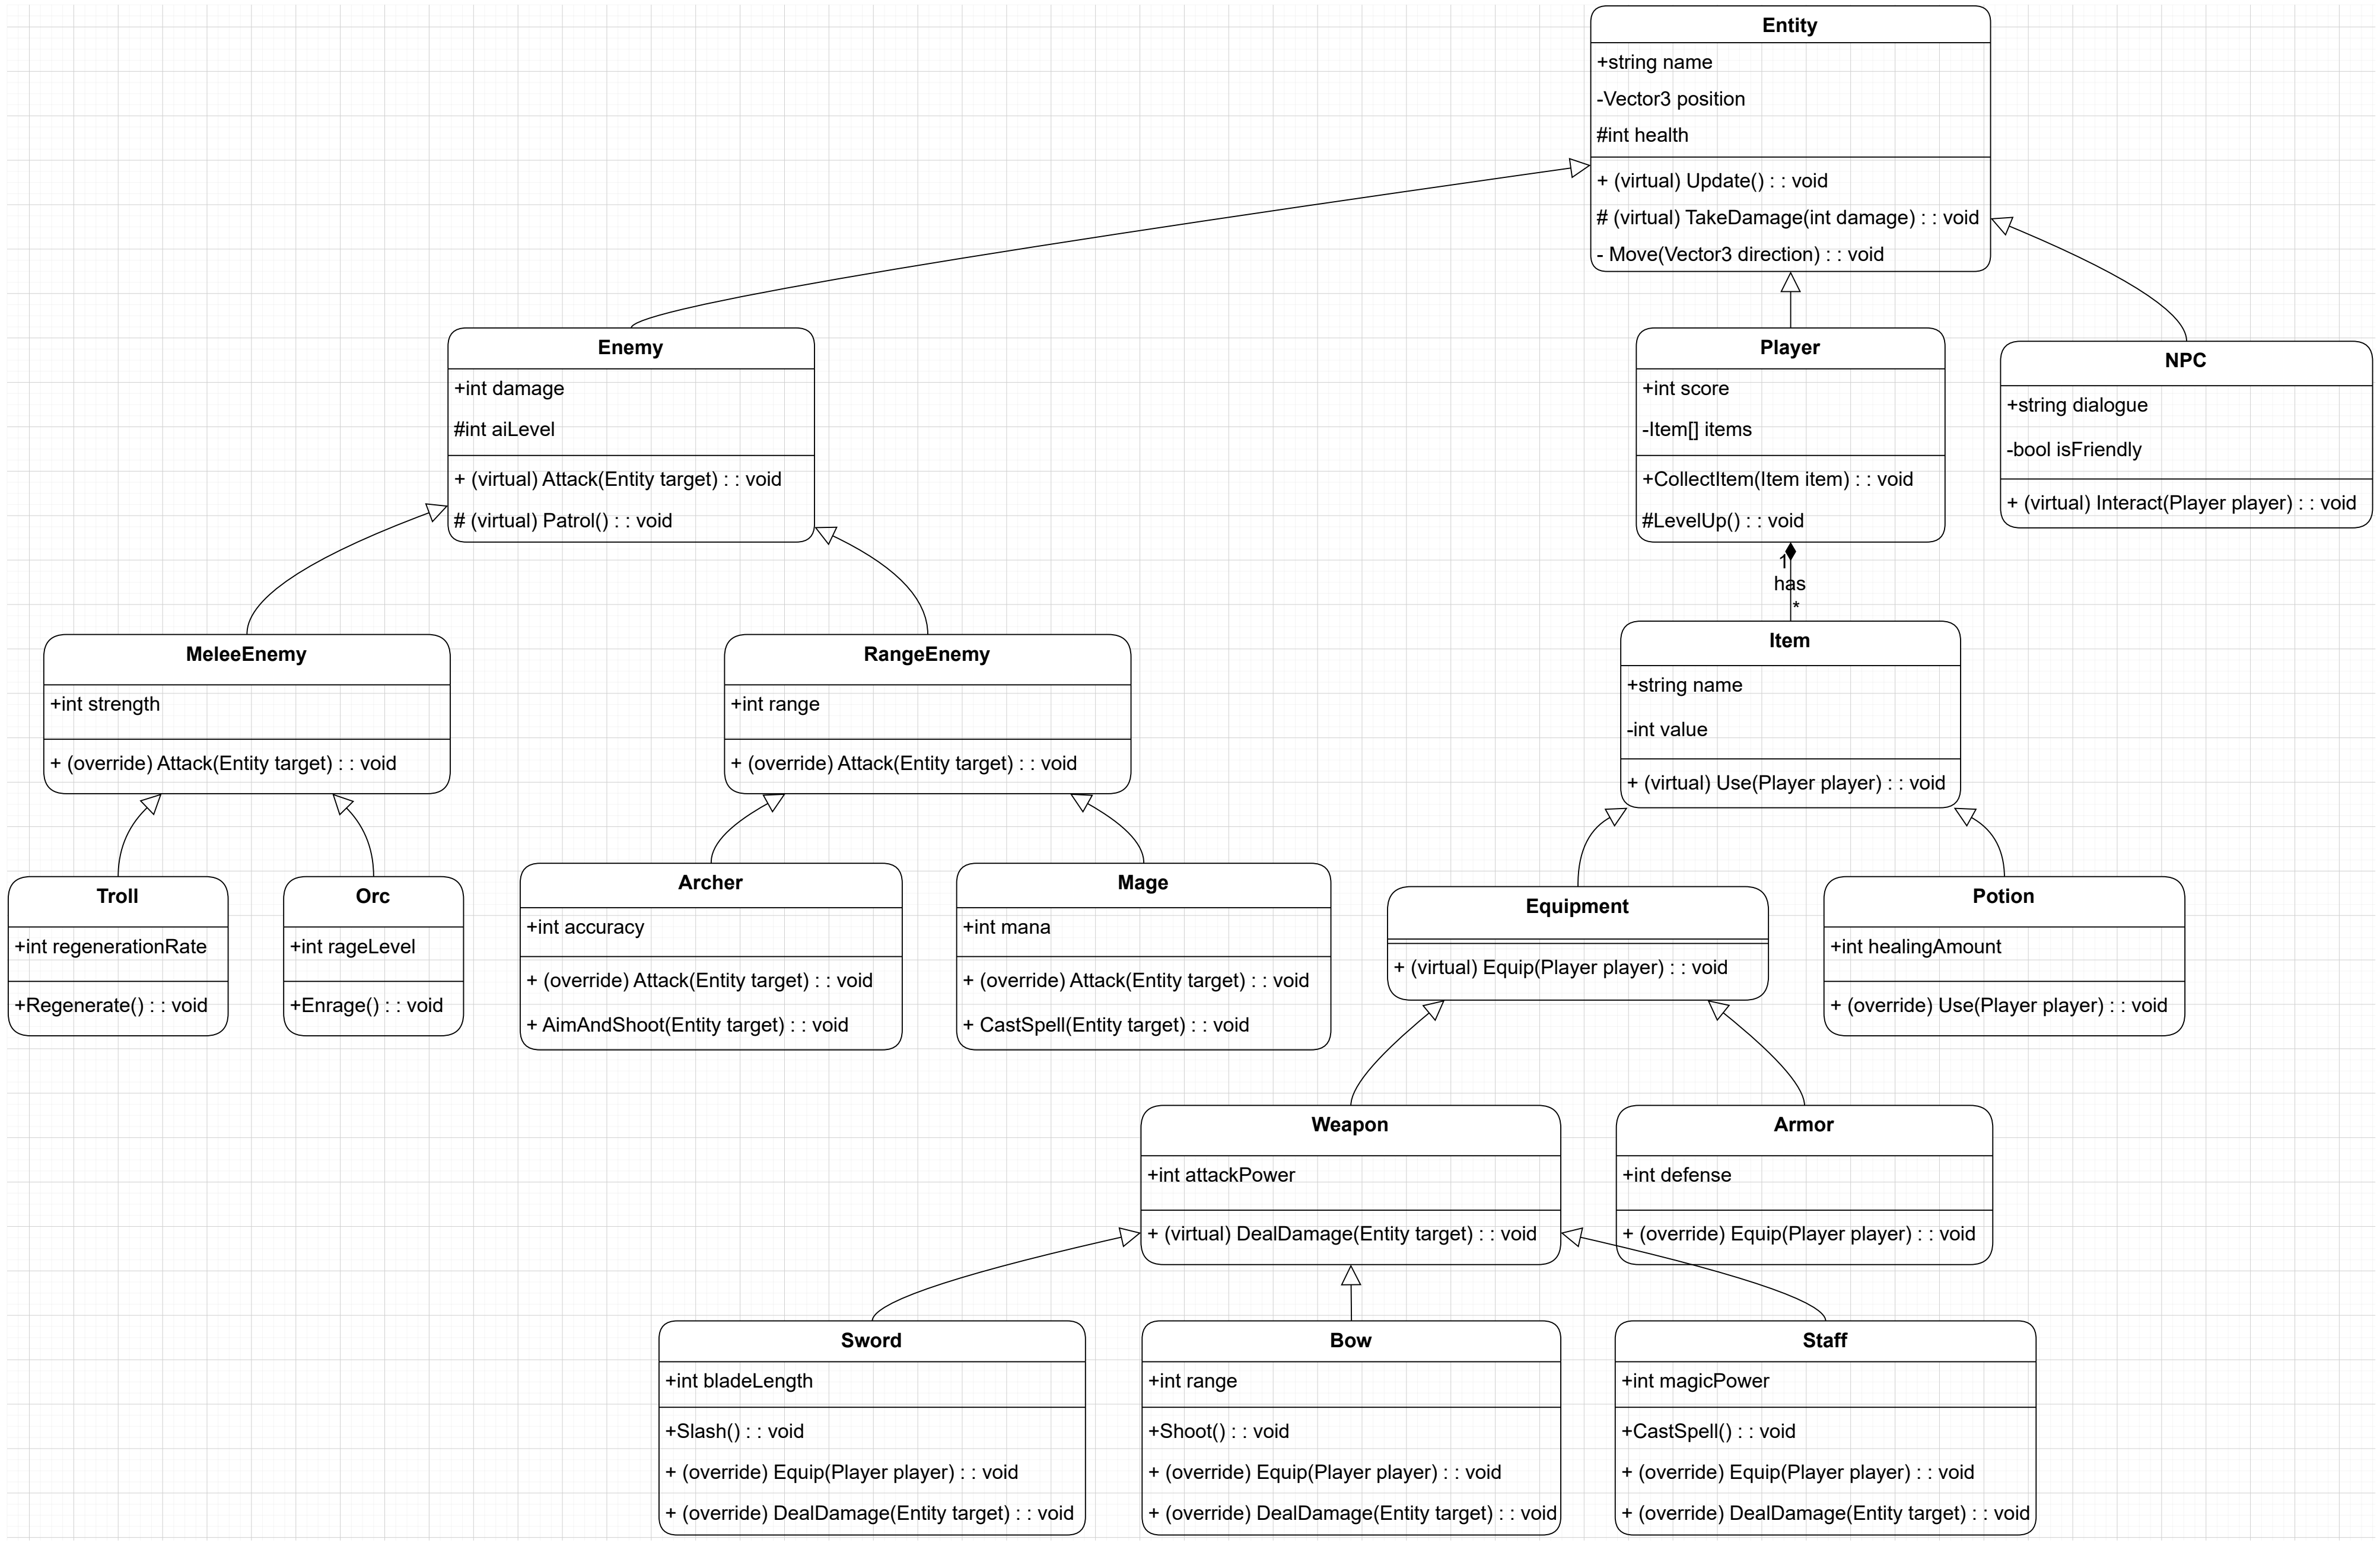 Entity
+string name
-Vector3 position
#int health
+ (virtual) Update() : : void
# (virtual) TakeDamage(int damage) : : void
- Move(Vector3 direction) : : void
Enemy
+int damage
#int aiLevel
+ (virtual) Attack(Entity target) : : void
# (virtual) Patrol() : : void
Player
+int score
-Item[] items
+CollectItem(Item item) : : void
#LevelUp() : : void
NPC
+string dialogue
-bool isFriendly
+ (virtual) Interact(Player player) : : void
1
has
*
MeleeEnemy
+int strength
+ (override) Attack(Entity target) : : void
RangeEnemy
+int range
+ (override) Attack(Entity target) : : void
Item
+string name
-int value
+ (virtual) Use(Player player) : : void
Troll
+int regenerationRate
+Regenerate() : : void
Orc
+int rageLevel
+Enrage() : : void
Archer
+int accuracy
+ (override) Attack(Entity target) : : void
+ AimAndShoot(Entity target) : : void
Mage
+int mana
+ (override) Attack(Entity target) : : void
+ CastSpell(Entity target) : : void
Equipment
+ (virtual) Equip(Player player) : : void
Potion
+int healingAmount
+ (override) Use(Player player) : : void
Weapon
+int attackPower
+ (virtual) DealDamage(Entity target) : : void
Armor
+int defense
+ (override) Equip(Player player) : : void
Sword
+int bladeLength
+Slash() : : void
+ (override) Equip(Player player) : : void
+ (override) DealDamage(Entity target) : : void
Bow
+int range
+Shoot() : : void
+ (override) Equip(Player player) : : void
+ (override) DealDamage(Entity target) : : void
Staff
+int magicPower
+CastSpell() : : void
+ (override) Equip(Player player) : : void
+ (override) DealDamage(Entity target) : : void